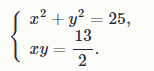 x² + y² = 25,
xy = 13/2.